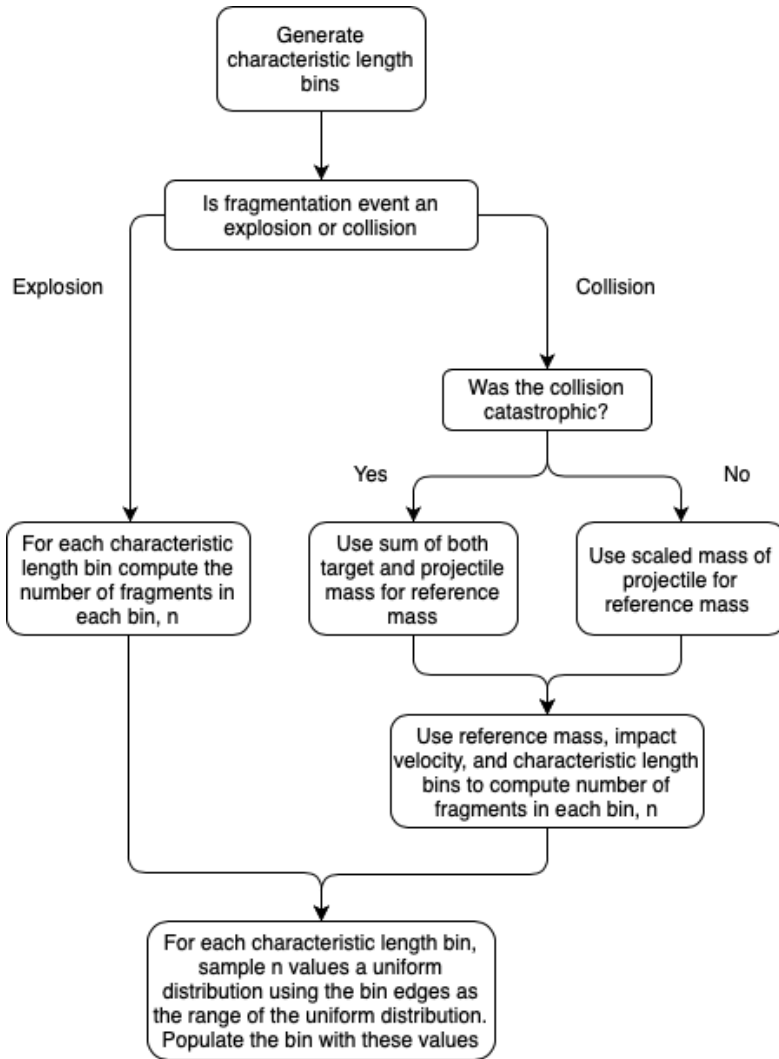 Generate
characteristic length
bins
Is fragmentation event an
explosion or collision
Explosion
Collision
Was the collision
catastrophic?
Yes
No
For each characteristic
length bin compute the
number of fragments in
each bin, n
Use sum of both
target and projectile
mass for reference
mass
Use scaled mass of
projectile for
reference mass
Use reference mass, impact
velocity, and characteristic length
bins to compute number of
fragments in each bin, n
For each characteristic length bin,
sample n values a uniform
distribution using the bin edges as
the range of the uniform distribution.
Populate the bin with these values